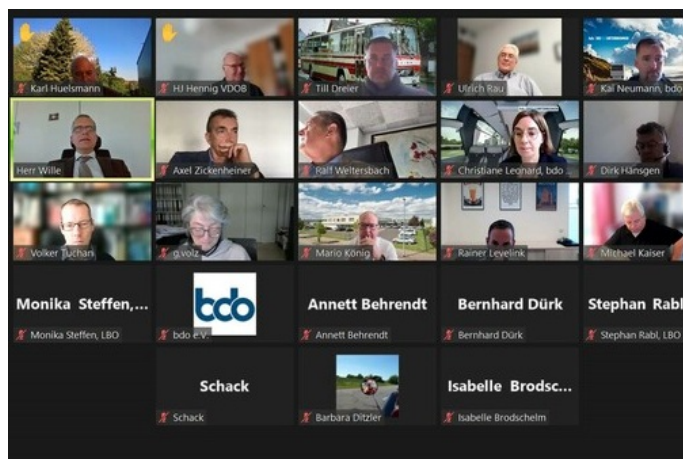 Karl Huelsmann
HJ Hennig VDOB
Till Dreier
Ulrich Rau
Kai Neumann, bdo
Herr Wille
Axel Zickenheiner
Ralf Weltersbach
Christiane Leonard, bdo...
Dirk Hänsgen
Volker Tuchan
g.volz
Mario König
Rainer Levelink
Michael Kaiser
Monika Steffen,...
bdo
Annett Behrendt
Bernhard Dürk
Stephan Rabl
Monika Steffen, LBO
bdo e.V.
Annett Behrendt
Bernhard Dürk
Stephan Rabl, LBO
Schack
Isabelle Brodsc...
Schack
Barbara Ditzler
Isabelle Brodschelm